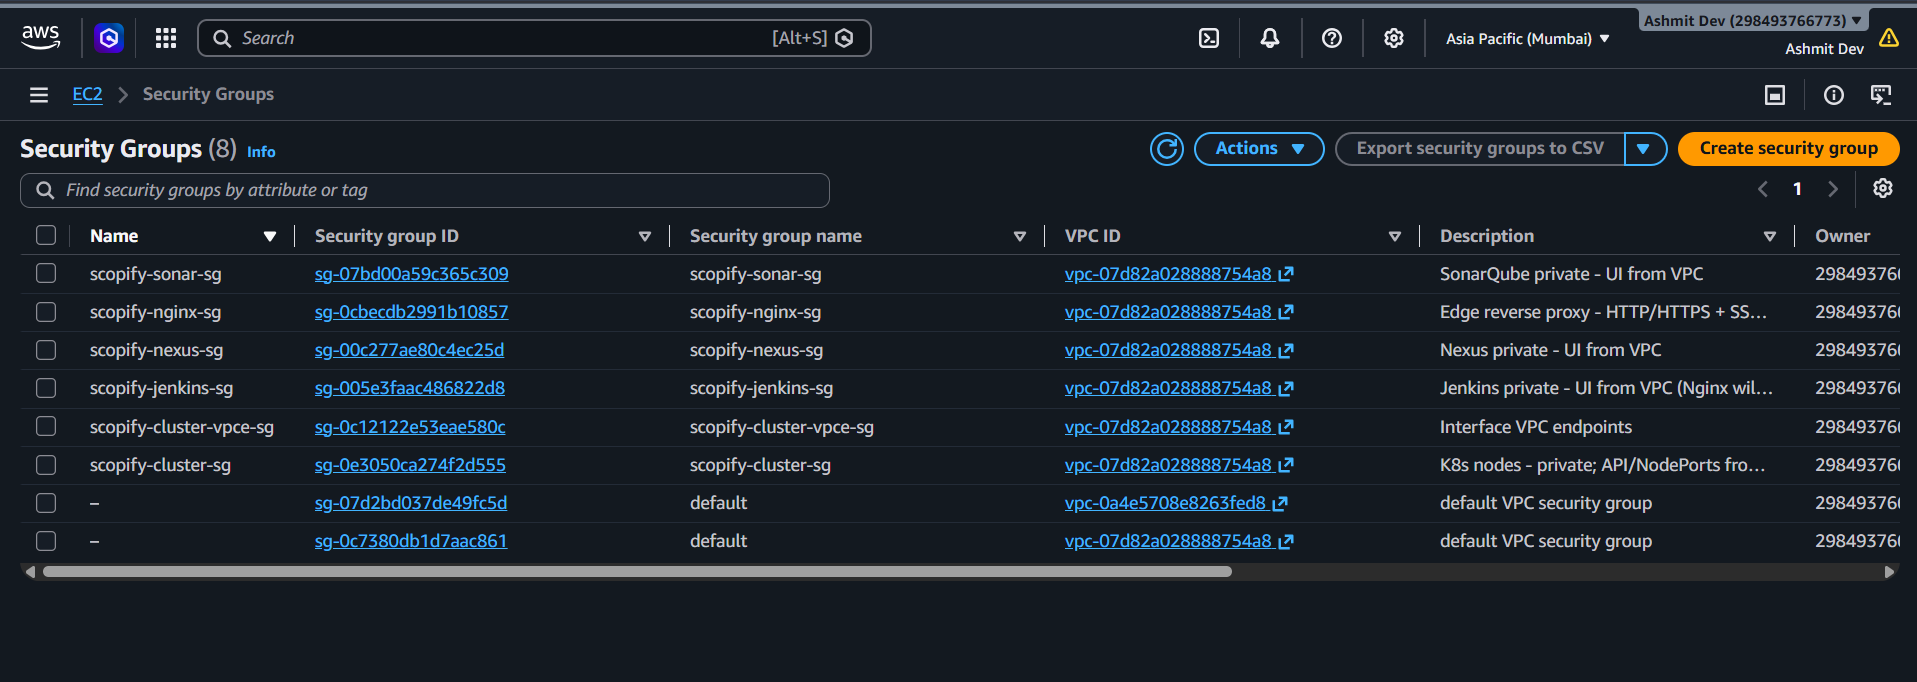 aws Search [Alt+S] Asia Pacific (Mumbai) Ashmit Dev (298493766773)
Ashmit Dev
EC2 Security Groups
Security Groups (8) Info Actions Export security groups to CSV Create security group
Find security groups by attribute or tag 1
Name Security group ID Security group name VPC ID Description Owner
scopify-sonar-sg sg-07bd00a59c365c309 scopify-sonar-sg vpc-07d82a028888754a8 SonarQube private - UI from VPC 298493760
scopify-nginx-sg sg-0cbecdb2991b10857 scopify-nginx-sg vpc-07d82a028888754a8 Edge reverse proxy - HTTP/HTTPS + SS... 298493760
scopify-nexus-sg sg-00c277ae80c4ec25d scopify-nexus-sg vpc-07d82a028888754a8 Nexus private - UI from VPC 298493760
scopify-jenkins-sg sg-005e3faac486822d8 scopify-jenkins-sg vpc-07d82a028888754a8 Jenkins private - UI from VPC (Nginx wil... 298493760
scopify-cluster-vpce-sg sg-0c12122e53eae580c scopify-cluster-vpce-sg vpc-07d82a028888754a8 Interface VPC endpoints 298493760
scopify-cluster-sg sg-0e3050ca274f2d555 scopify-cluster-sg vpc-07d82a028888754a8 K8s nodes - private; API/NodePorts fro... 298493760
– sg-07d2bd037de49fc5d default vpc-0a4e5708e8263fed8 default VPC security group 298493760
– sg-0c7380db1d7aac861 default vpc-07d82a028888754a8 default VPC security group 298493760